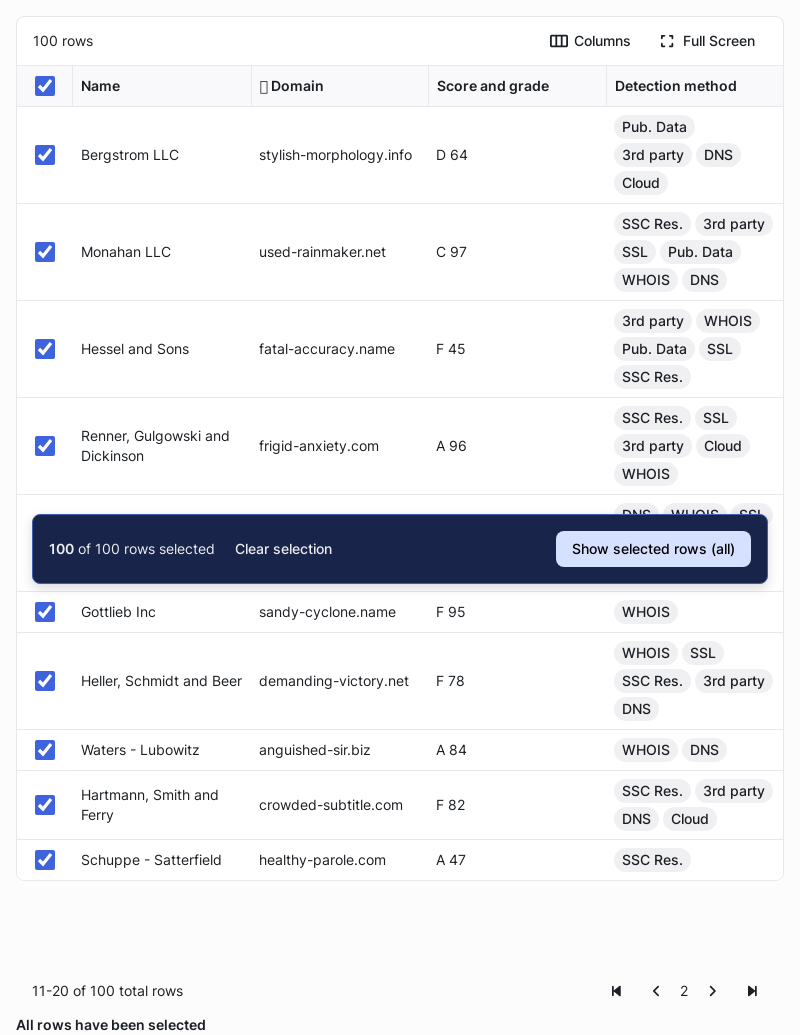 100 rows Columns Full Screen
Name Domain Score and grade Detection method
Bergstrom LLC stylish-morphology.info D 64 Pub. Data
3rd party DNS
Cloud
Monahan LLC used-rainmaker.net C 97 SSC Res. 3rd party
SSL Pub. Data
WHOIS DNS
Hessel and Sons fatal-accuracy.name F 45 3rd party WHOIS
Pub. Data SSL
SSC Res.
Renner, Gulgowski and
Dickinson frigid-anxiety.com A 96 SSC Res. SSL
3rd party Cloud
WHOIS
DNS WHOIS SSL
100 of 100 rows selected Clear selection Show selected rows (all)
Gottlieb Inc sandy-cyclone.name F 95 WHOIS
Heller, Schmidt and Beer demanding-victory.net F 78 WHOIS SSL
SSC Res. 3rd party
DNS
Waters - Lubowitz anguished-sir.biz A 84 WHOIS DNS
Hartmann, Smith and
Ferry crowded-subtitle.com F 82 SSC Res. 3rd party
DNS Cloud
Schuppe - Satterfield healthy-parole.com A 47 SSC Res.
11-20 of 100 total rows 2
All rows have been selected